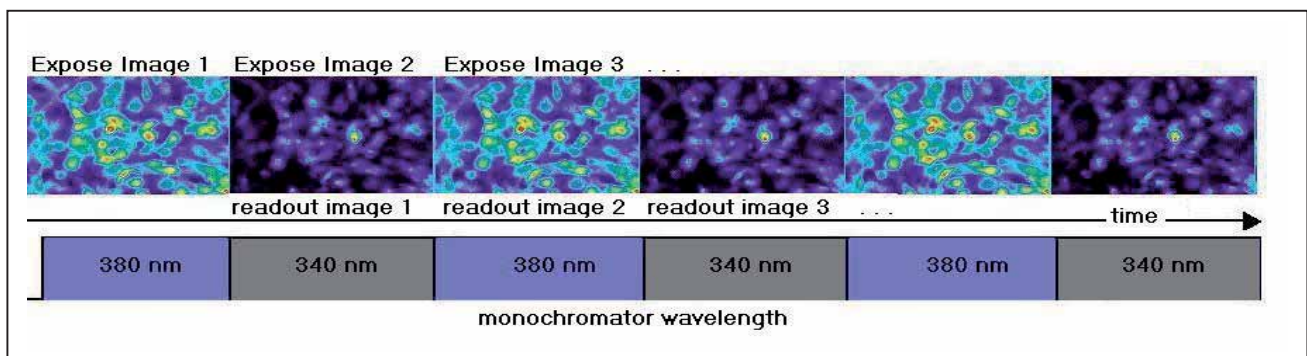 Expose Image 1 Expose Image 2 Expose Image 3 . . .
readout image 1 readout image 2 readout image 3 . . .
time
380 nm 340 nm 380 nm 340 nm 380 nm 340 nm
monochromator wavelength